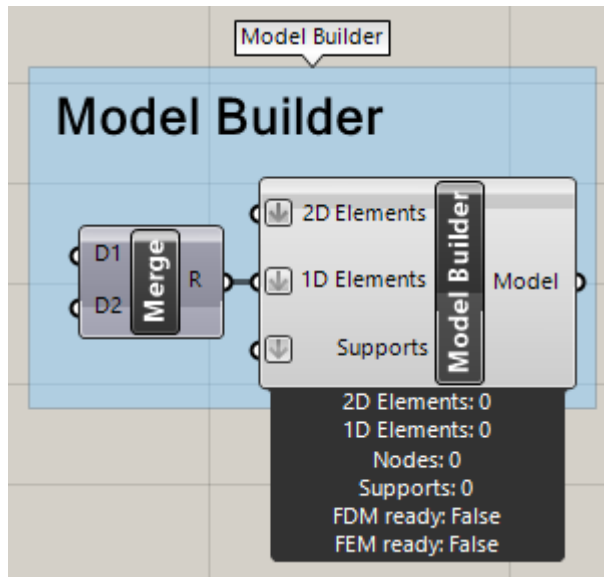 Model Builder
Model Builder
2D Elements
D1
Merge
R
1D Elements
Model Builder
Model
D2
Supports
2D Elements: 0
1D Elements: 0
Nodes: 0
Supports: 0
FDM ready: False
FEM ready: False